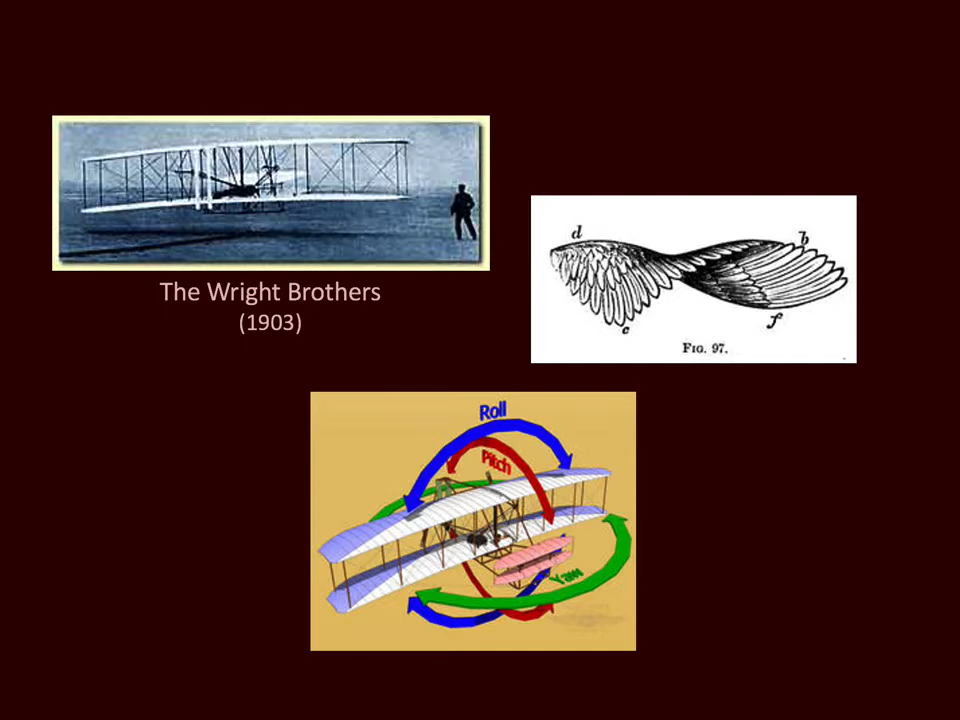 The Wright Brothers
(1903)
d
b
c
f
FIG. 97.
Roll
Pitch
Yaw